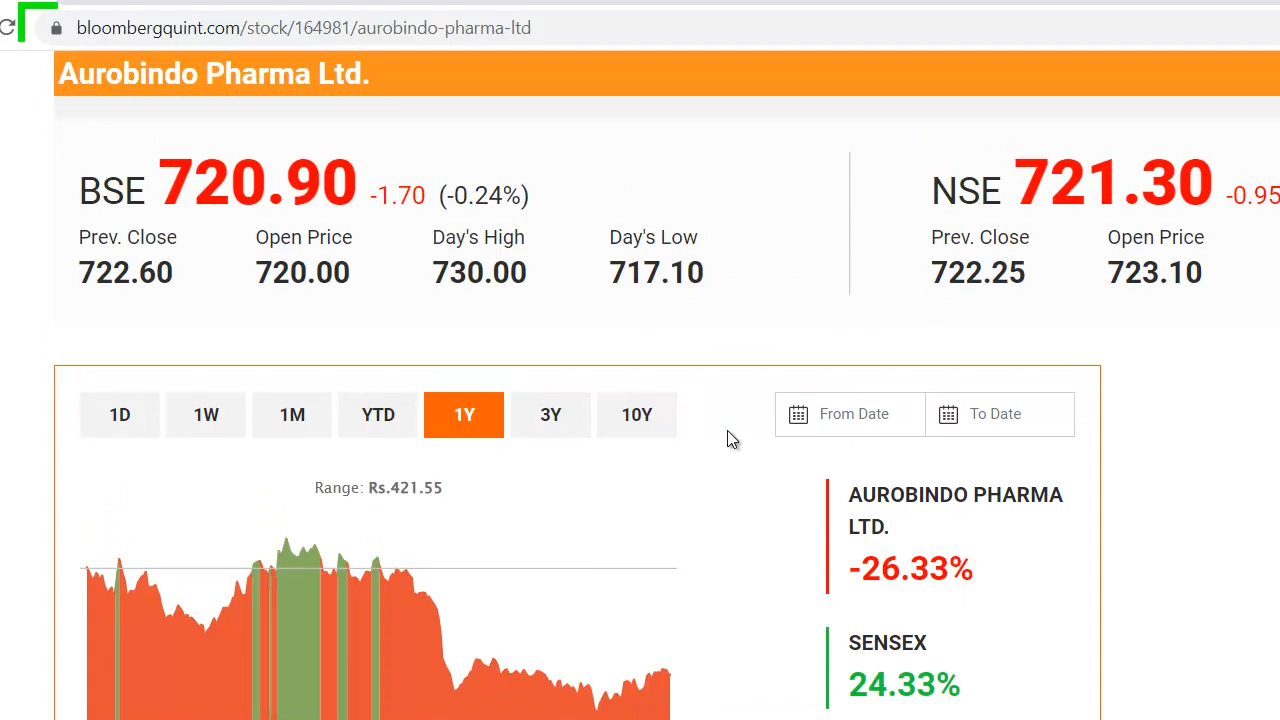 bloombergquint.com/stock/164981/aurobindo-pharma-ltd
Aurobindo Pharma Ltd.
BSE 720.90 -1.70 (-0.24%)
Prev. Close Open Price Day's High Day's Low
722.60 720.00 730.00 717.10
NSE 721.30 -0.95
Prev. Close Open Price
722.25 723.10
1D 1W 1M YTD 1Y 3Y 10Y
From Date To Date
Range: Rs.421.55
AUROBINDO PHARMA
LTD.
-26.33%
SENSEX
24.33%